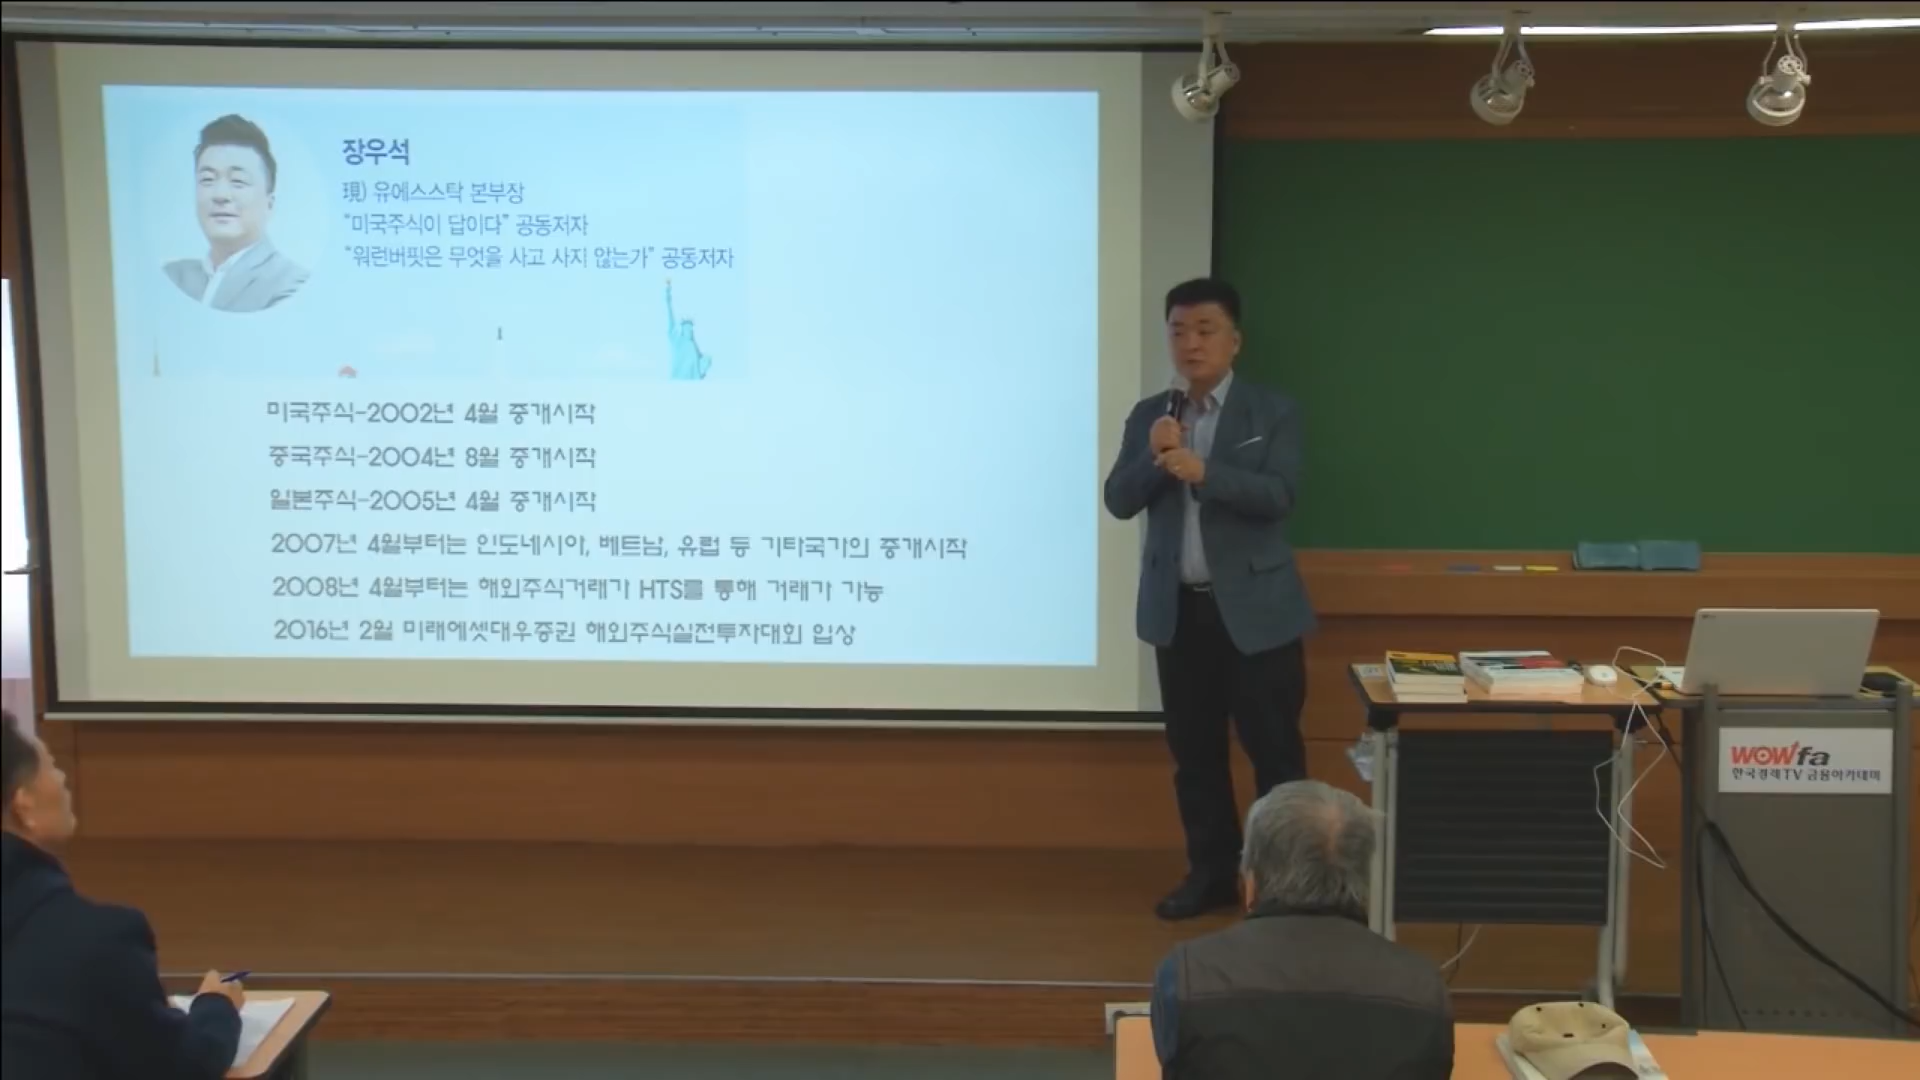 장우석
現) 유에스스탁 본부장
"미국주식이 답이다" 공동저자
"워런버핏은 무엇을 사고 사지 않는가" 공동저자
미국주식-2002년 4월 중개시작
중국주식-2004년 8월 중개시작
일본주식-2005년 4월 중개시작
2007년 4월부터는 인도네시아, 베트남, 유럽 등 기타국가의 중개시작
2008년 4월부터는 해외주식거래가 HTS를 통해 거래가 가능
2016년 2월 미래에셋대우증권 해외주식실전투자대회 입상
WOWfa
한국경제TV 금융아카데미